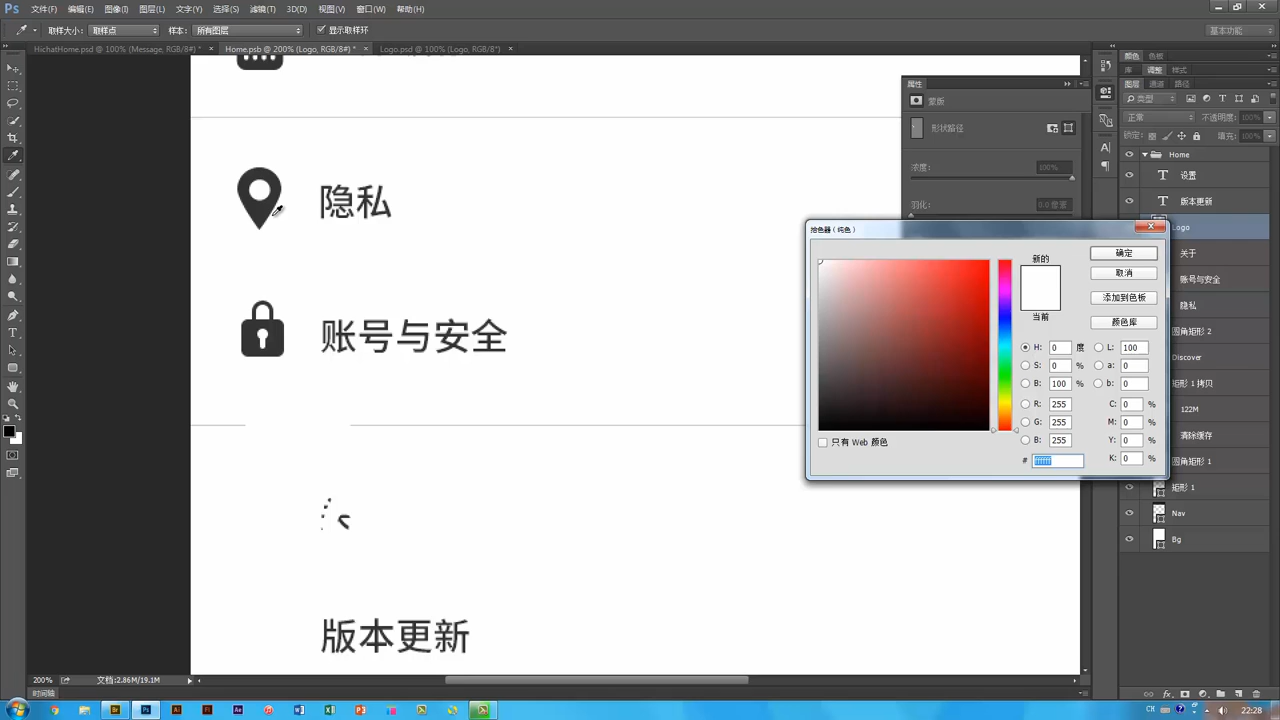 Ps 文件(F) 编辑(E) 图像(I) 图层(L) 文字(Y) 选择(S) 滤镜(T) 3D(D) 视图(V) 窗口(W) 帮助(H)
取样大小: 取样点 样本: 所有图层 显示取样环 基本功能
HichatHome.psd @ 100% (Message, RGB/8#) * × Home.psb @ 200% (Logo, RGB/8#) * × Logo.psd @ 100% (Logo, RGB/8*) ×
颜色 色板
库 调整 样式
图层 通道 路径
类型
正常 不透明度: 100%
锁定: 填充: 100%
属性
蒙版
形状路径
浓度: 100%
羽化: 0.0 像素
Home
设置
版本更新
Logo
关于
账号与安全
隐私
圆角矩形 2
Discover
矩形 1 拷贝
122M
清除缓存
圆角矩形 1
矩形 1
Nav
Bg
隐私
账号与安全
版本更新
拾色器（纯色）
新的
当前
确定
取消
添加到色板
颜色库
H: 0 度 L: 100
S: 0 % a: 0
B: 100 % b: 0
R: 255 C: 0 %
G: 255 M: 0 %
B: 255 Y: 0 %
# ffffff K: 0 %
只有 Web 颜色
200% 文档:2.86M/19.1M
时间轴
Br Ps Ai Fl Ae W X P
CH 22:28